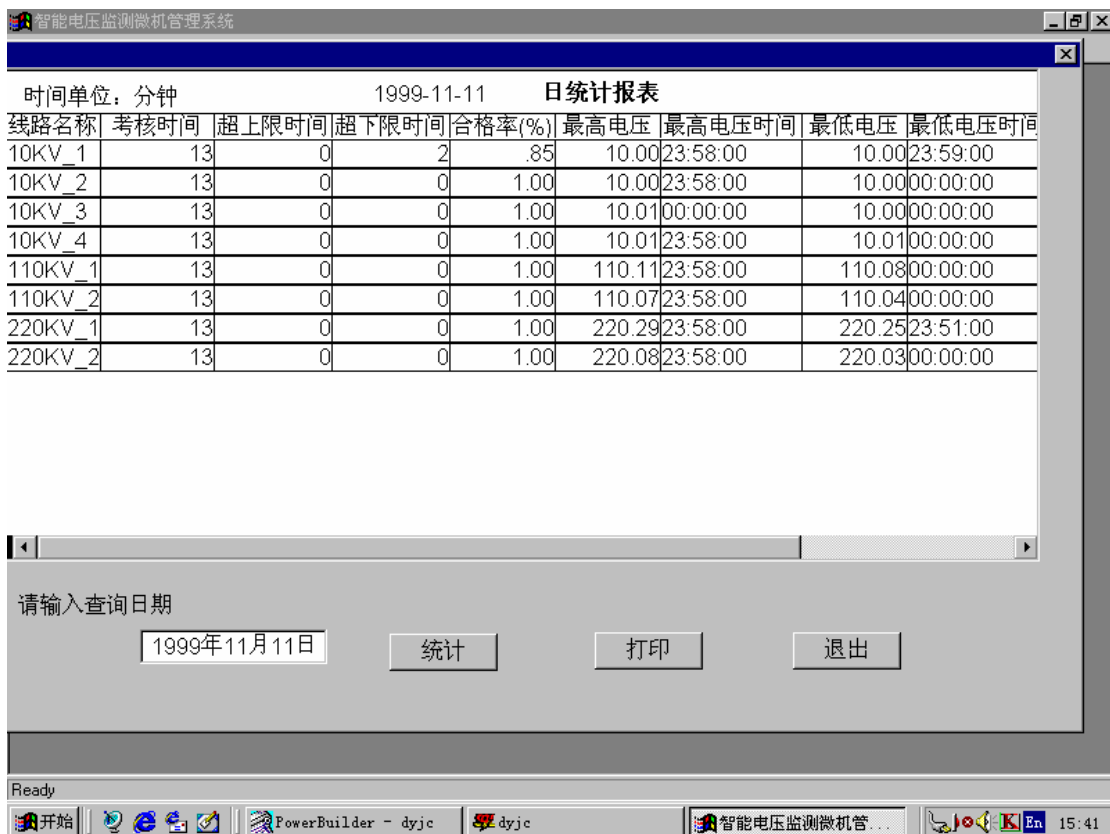 智能电压监测微机管理系统
时间单位：分钟 1999-11-11 日统计报表
线路名称 考核时间 超上限时间 超下限时间 合格率(%) 最高电压 最高电压时间 最低电压 最低电压时间
10KV_1 13 0 2 .85 10.00 23:58:00 10.00 23:59:00
10KV_2 13 0 0 1.00 10.00 23:58:00 10.00 00:00:00
10KV_3 13 0 0 1.00 10.01 00:00:00 10.00 00:00:00
10KV_4 13 0 0 1.00 10.01 23:58:00 10.01 00:00:00
110KV_1 13 0 0 1.00 110.11 23:58:00 110.08 00:00:00
110KV_2 13 0 0 1.00 110.07 23:58:00 110.04 00:00:00
220KV_1 13 0 0 1.00 220.29 23:58:00 220.25 23:51:00
220KV_2 13 0 0 1.00 220.08 23:58:00 220.03 00:00:00
请输入查询日期
1999年11月11日 统计 打印 退出
Ready
开始 PowerBuilder - dyjc dyjc 智能电压监测微机管... K En 15:41